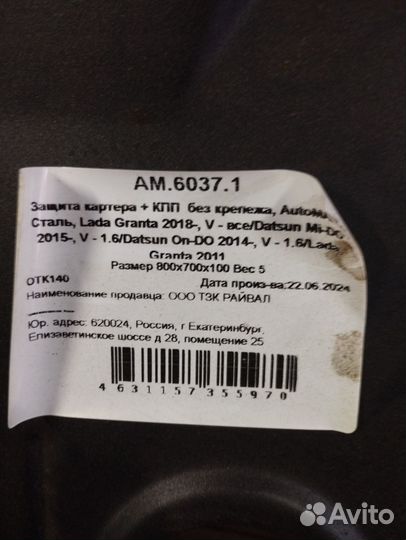 AM.6037.1
Защита картера + КПП без крепежа,
Сталь, Lada Granta 2018-, V - все/Datsun Mi-Do
2015-, V - 1.6/Datsun On-DO 2014-, V - 1.6/Lada
Granta 2011
Размер 800x700x100 Вес 5
ОТК140 Дата произ-ва:22.06.2024
Наименование продавца: ООО ТЗК РАЙВАЛ
Юр. адрес: 620024, Россия, г Екатеринбург,
Елизаветинское шоссе д 28, помещение 25
4631157355970
Avito